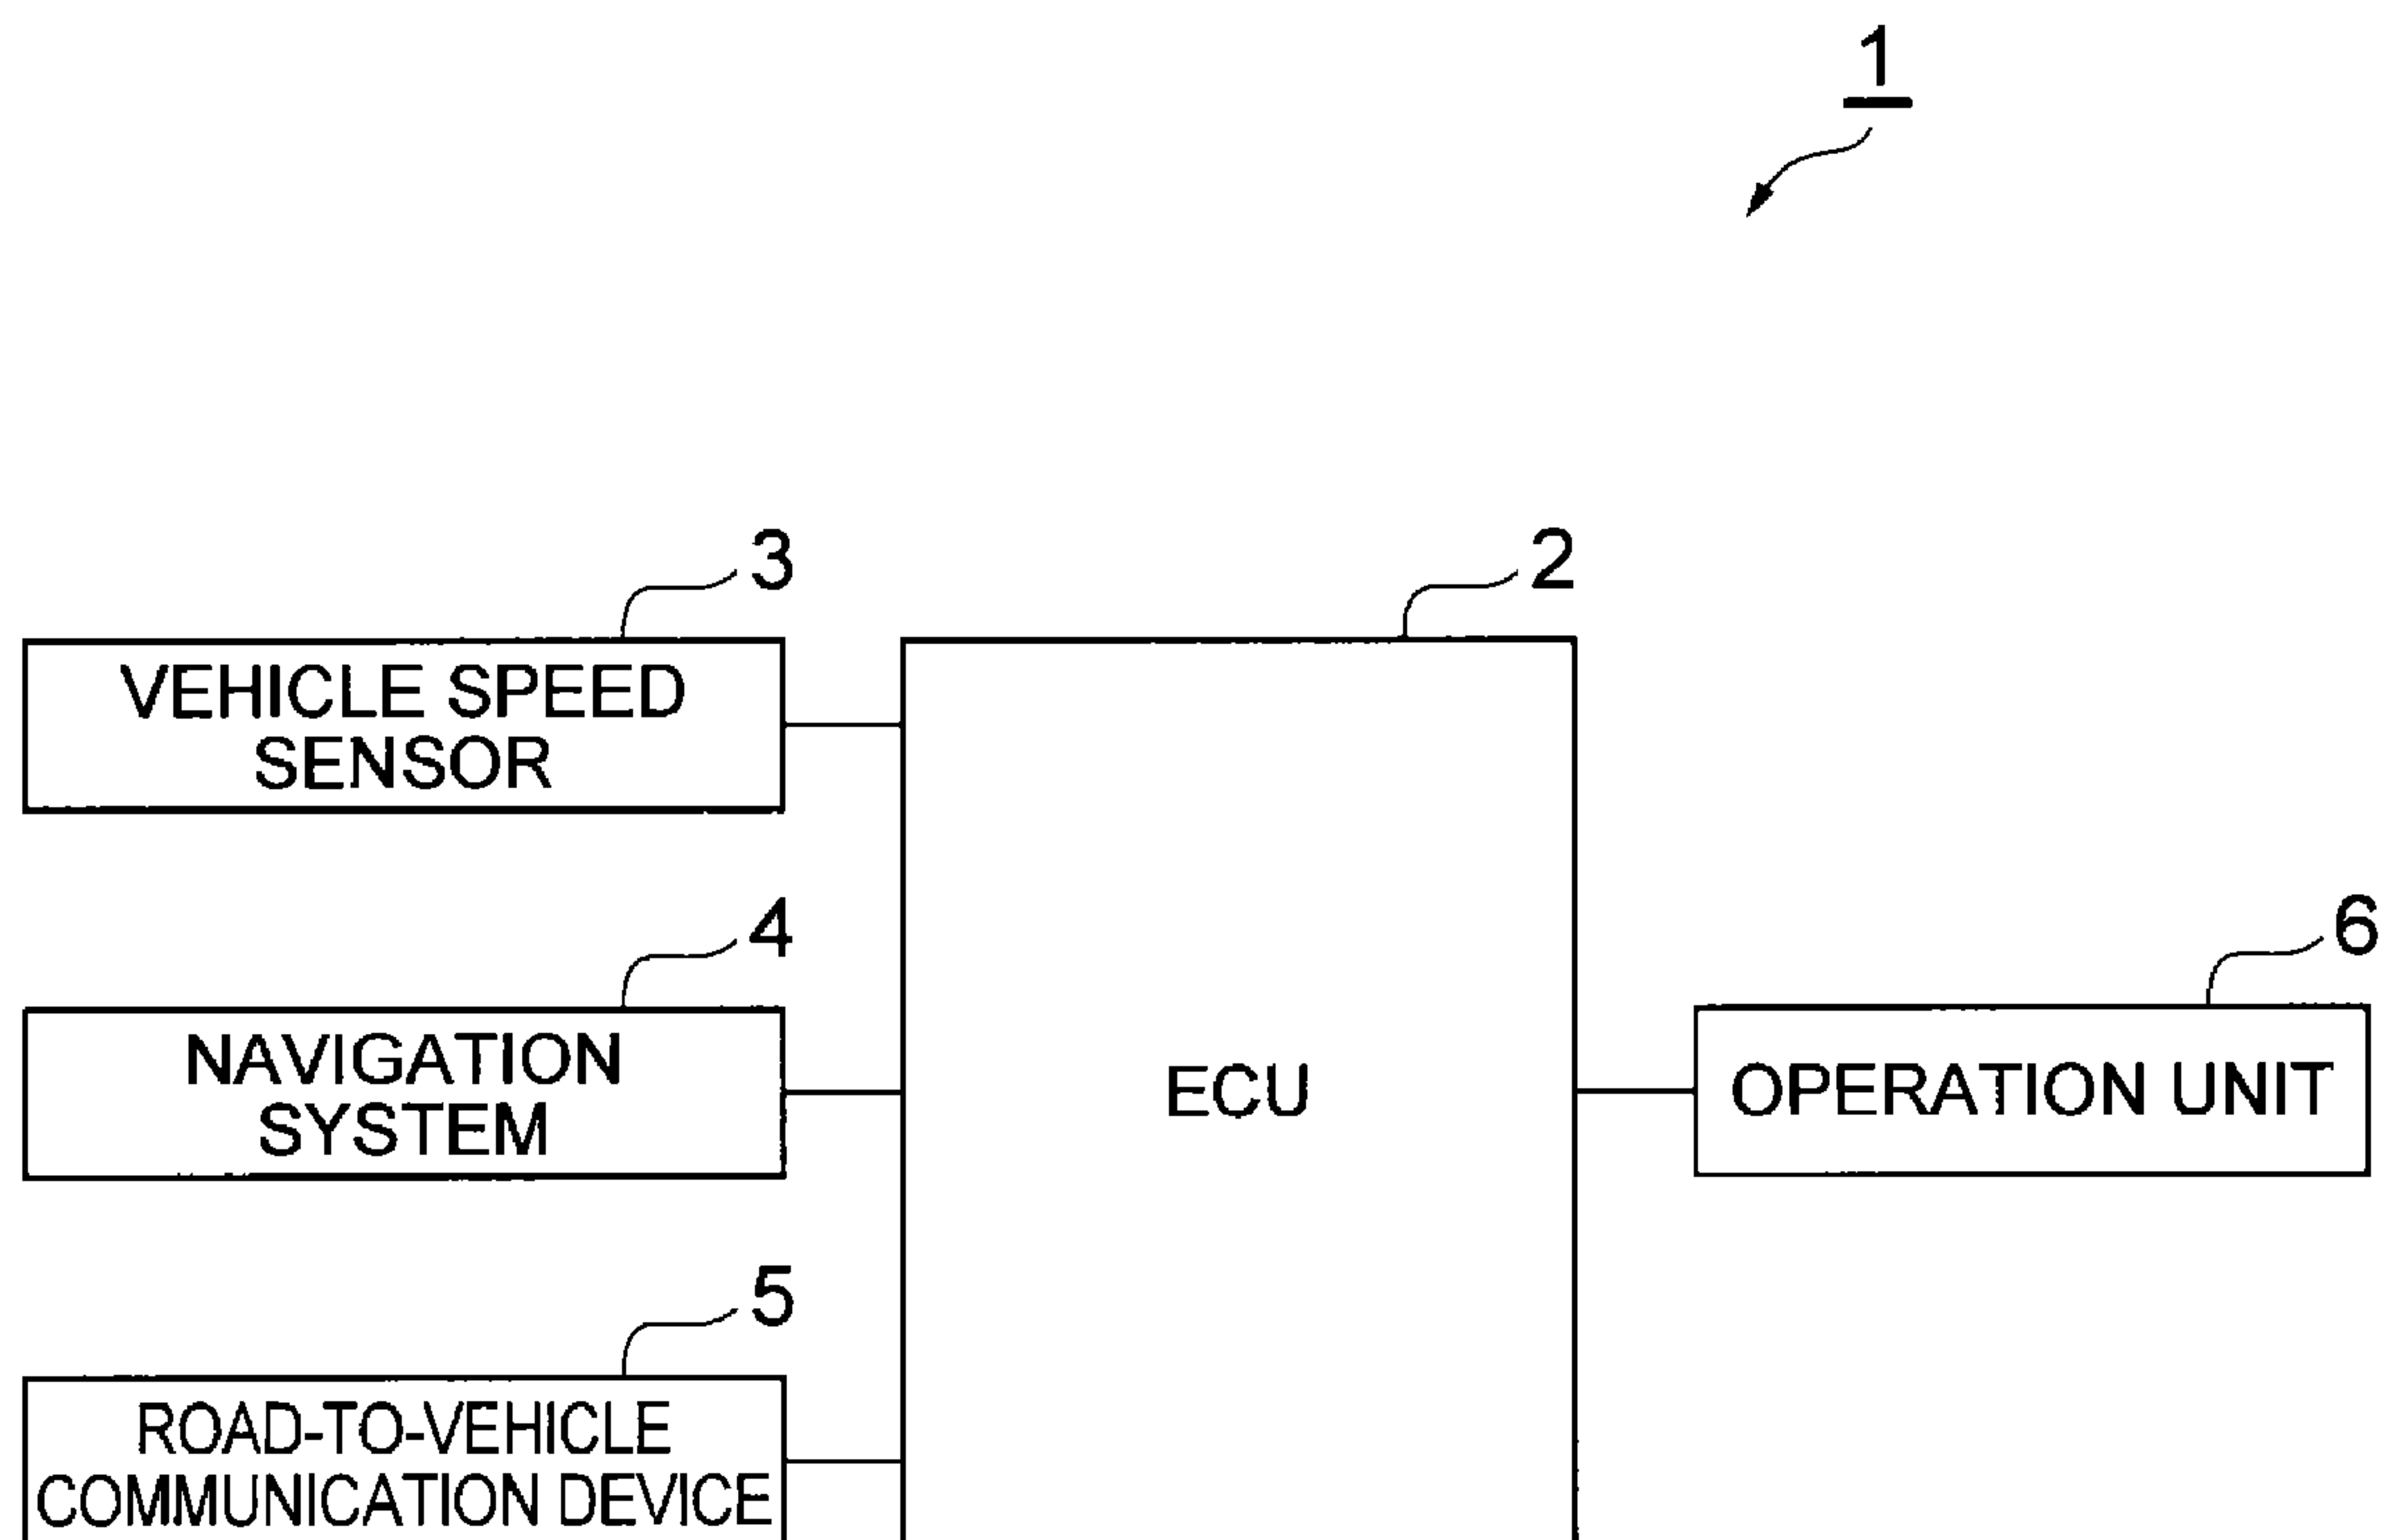 1
3
2
VEHICLE SPEED
SENSOR
4
6
NAVIGATION
SYSTEM
ECU
OPERATION UNIT
5
ROAD-TO-VEHICLE
COMMUNICATION DEVICE